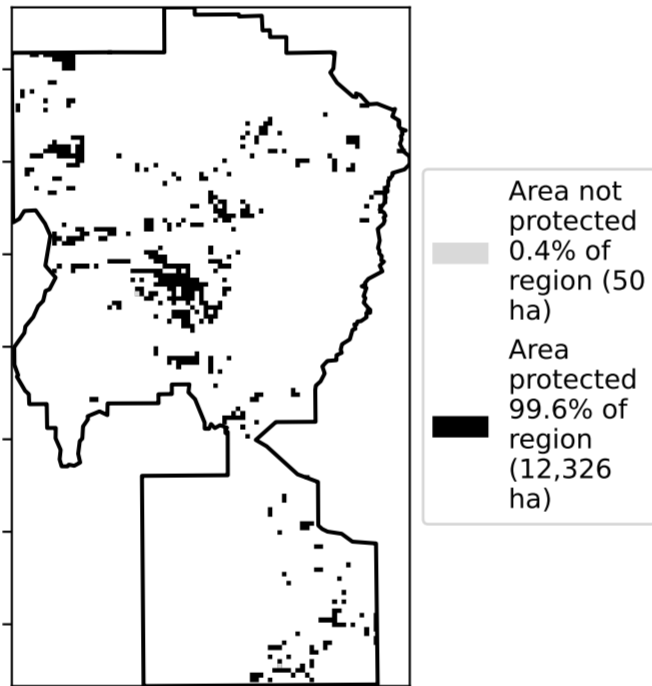 Area not
protected
0.4% of
region (50
ha)
Area
protected
99.6% of
region
(12,326
ha)